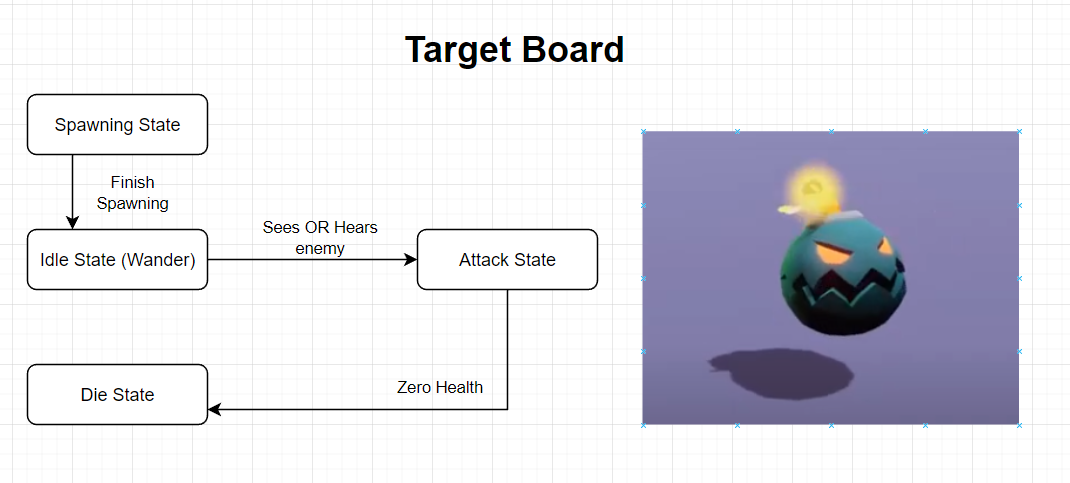 Target Board
Spawning State
Finish
Spawning
Sees OR Hears
enemy
Idle State (Wander)
Attack State
Zero Health
Die State